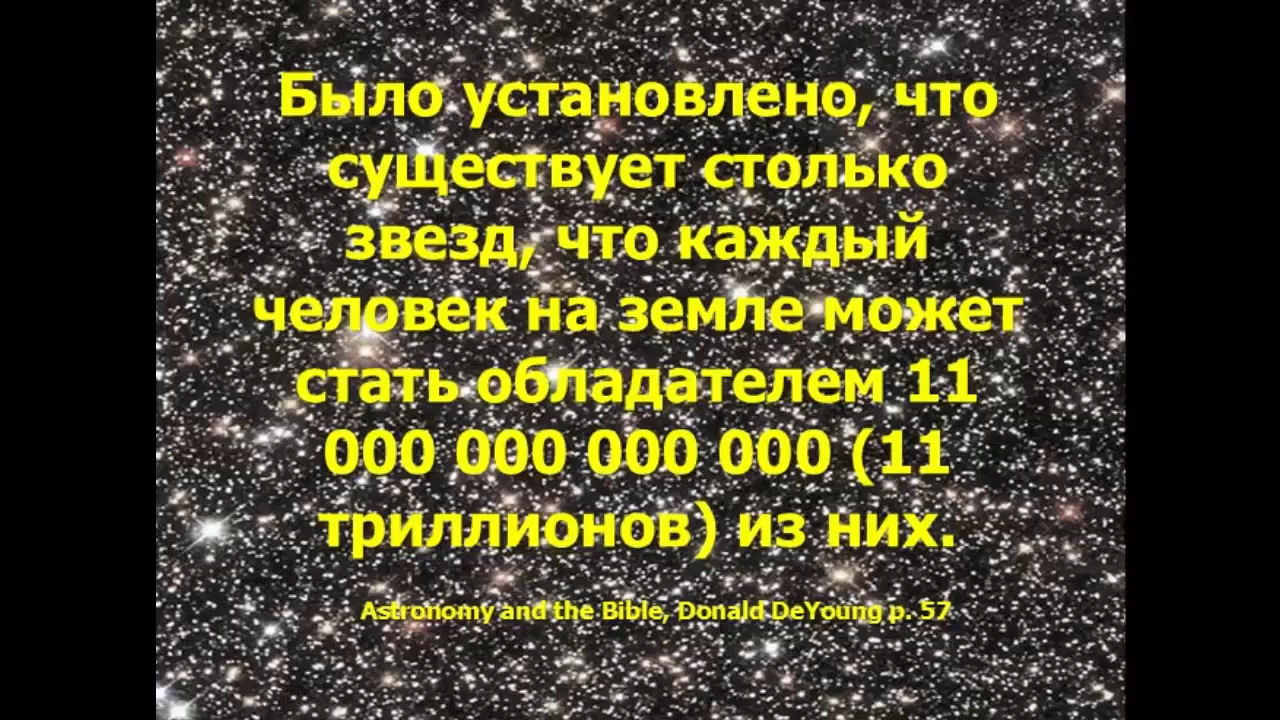 Было установлено, что
существует столько
звезд, что каждый
человек на земле может
стать обладателем 11
000 000 000 000 (11
триллионов) из них.
Astronomy and the Bible, Donald DeYoung p. 57